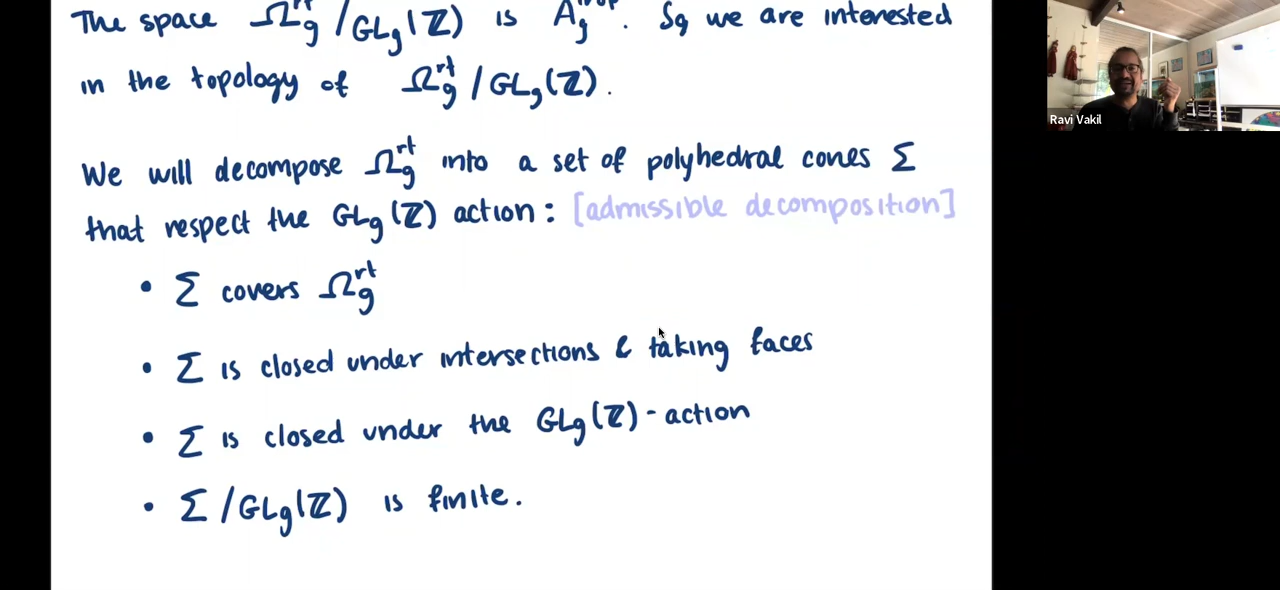 The space Ω_g^rt / GL_g(ℤ) is A_g^trop. So we are interested
in the topology of Ω_g^rt / GL_g(ℤ).
We will decompose Ω_g^rt into a set of polyhedral cones Σ
that respect the GL_g(ℤ) action: [admissible decomposition]
• Σ covers Ω_g^rt
• Σ is closed under intersections & taking faces
• Σ is closed under the GL_g(ℤ)-action
• Σ/GL_g(ℤ) is finite.
Ravi Vakil